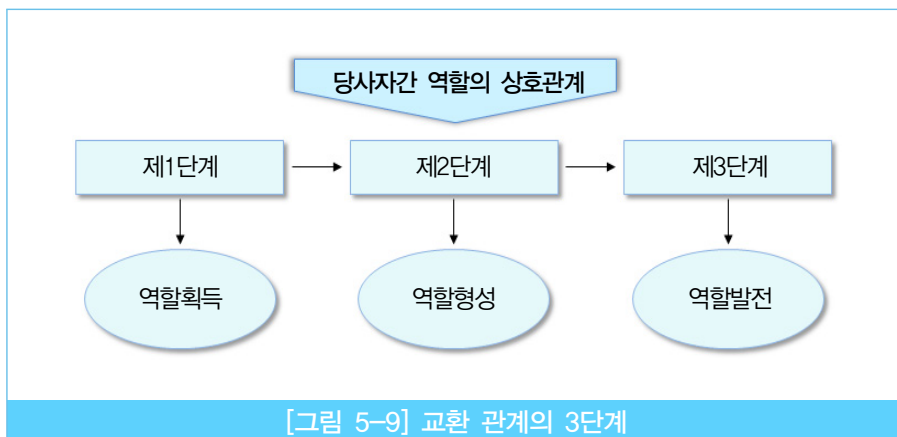 당사자간 역할의 상호관계
제1단계
제2단계
제3단계
역할획득
역할형성
역할발전
[그림 5-9] 교환 관계의 3단계